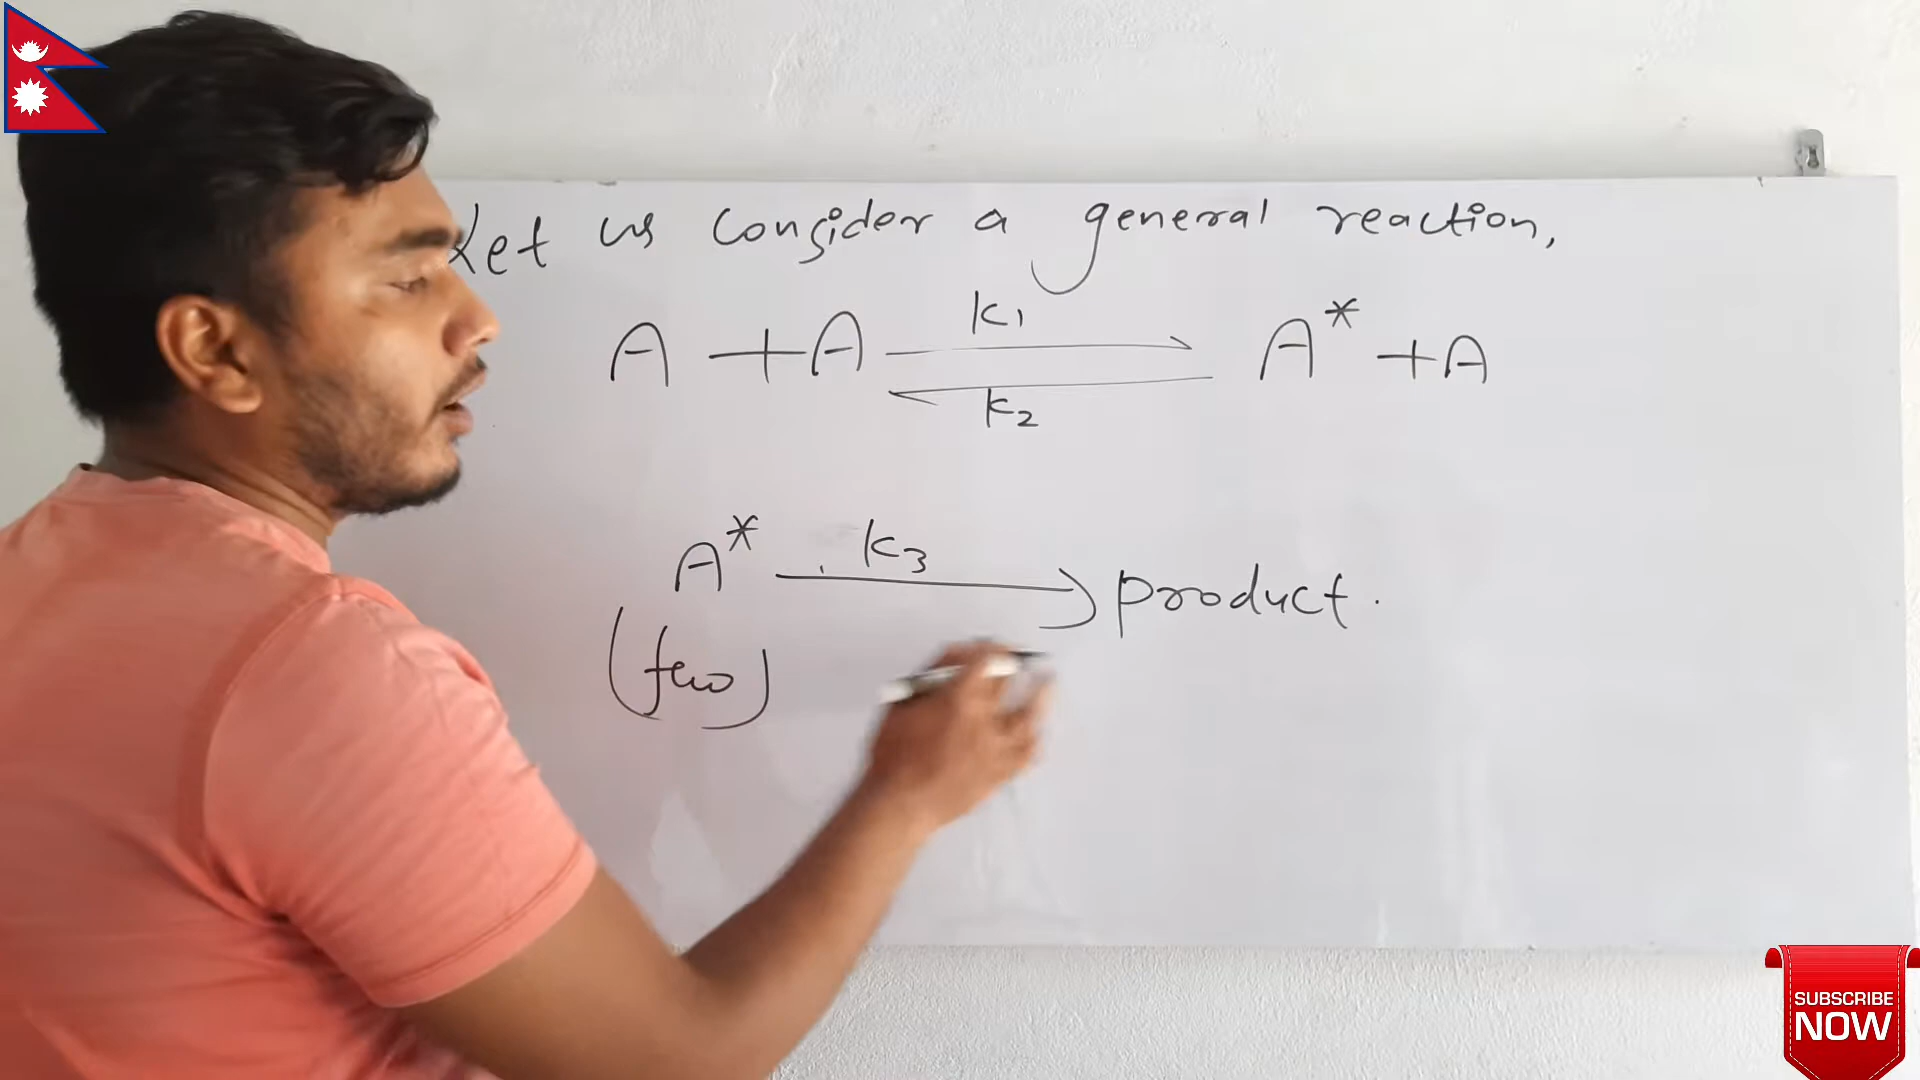 Let us consider a general reaction,
A + A ⇌ A* + A
k1
k2
A* → product.
k3
(few)
SUBSCRIBE
NOW